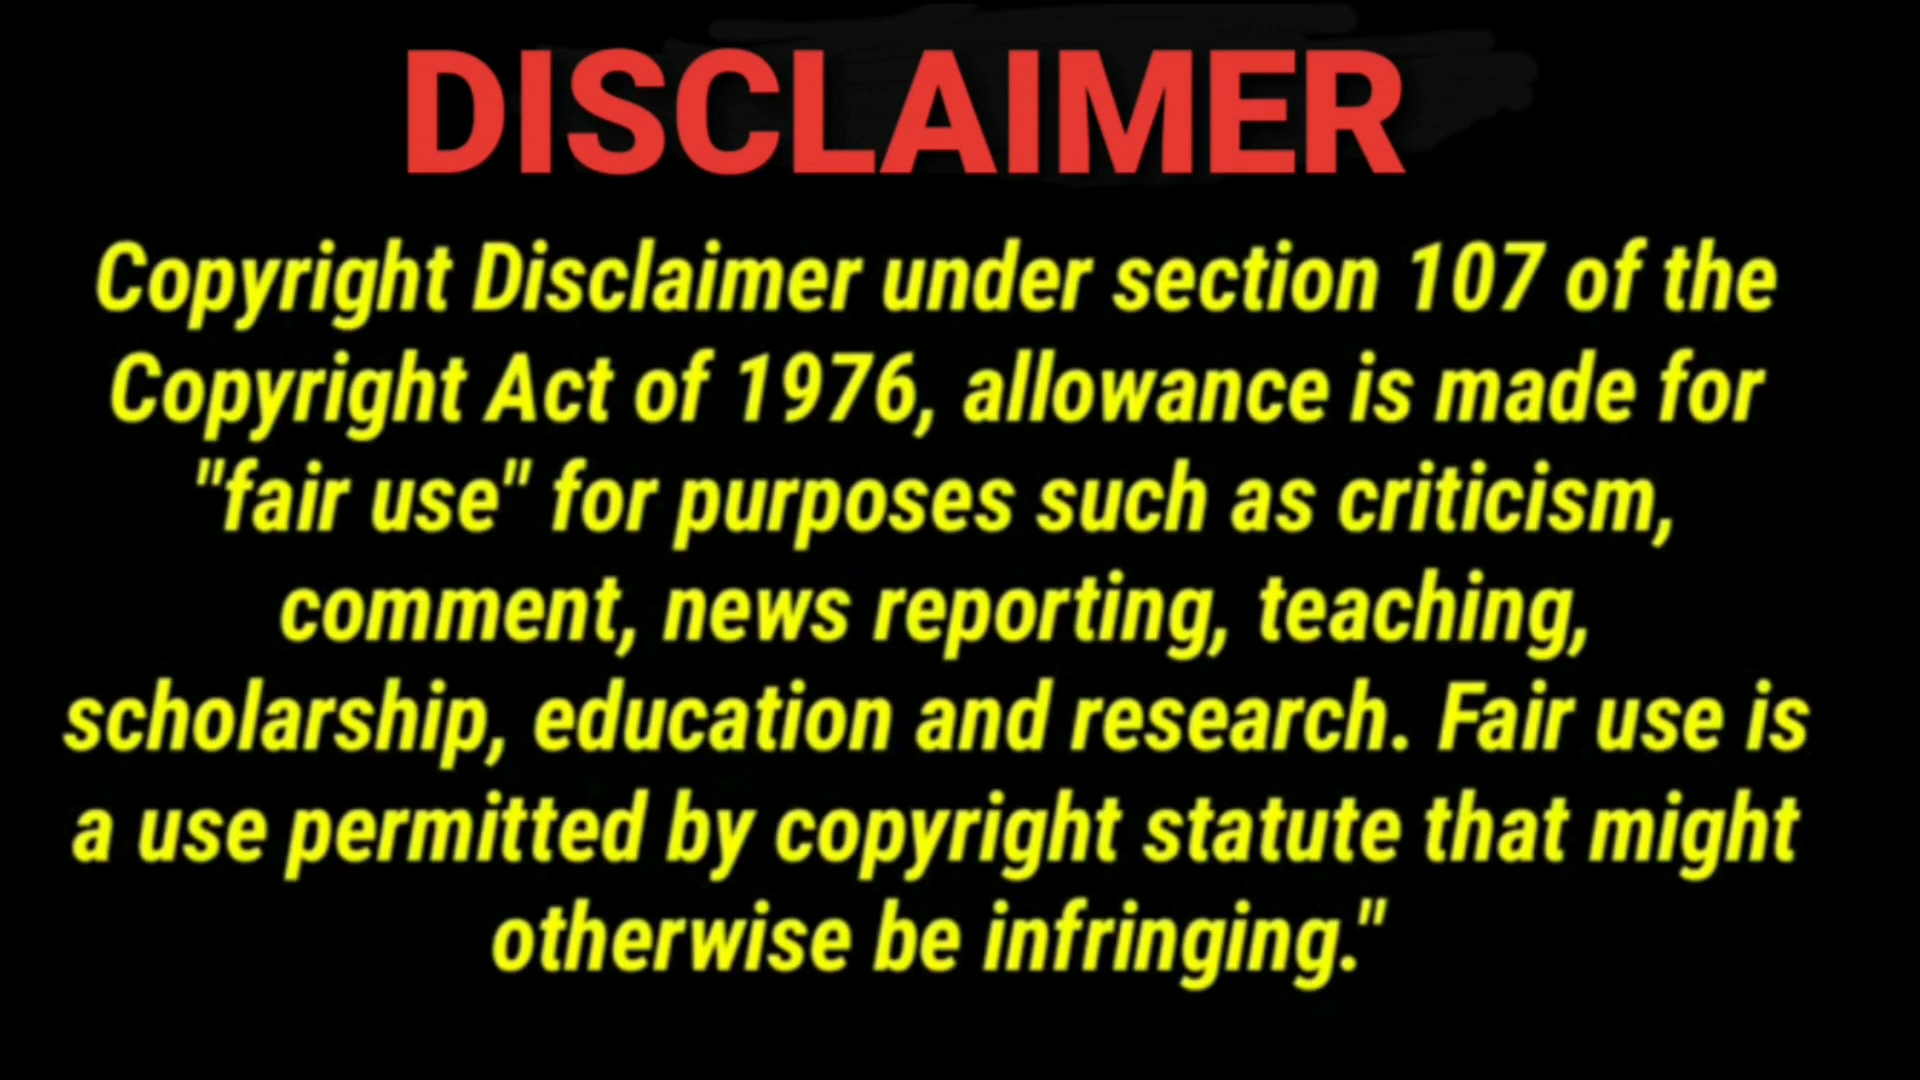 DISCLAIMER
Copyright Disclaimer under section 107 of the
Copyright Act of 1976, allowance is made for
"fair use" for purposes such as criticism,
comment, news reporting, teaching,
scholarship, education and research. Fair use is
a use permitted by copyright statute that might
otherwise be infringing."